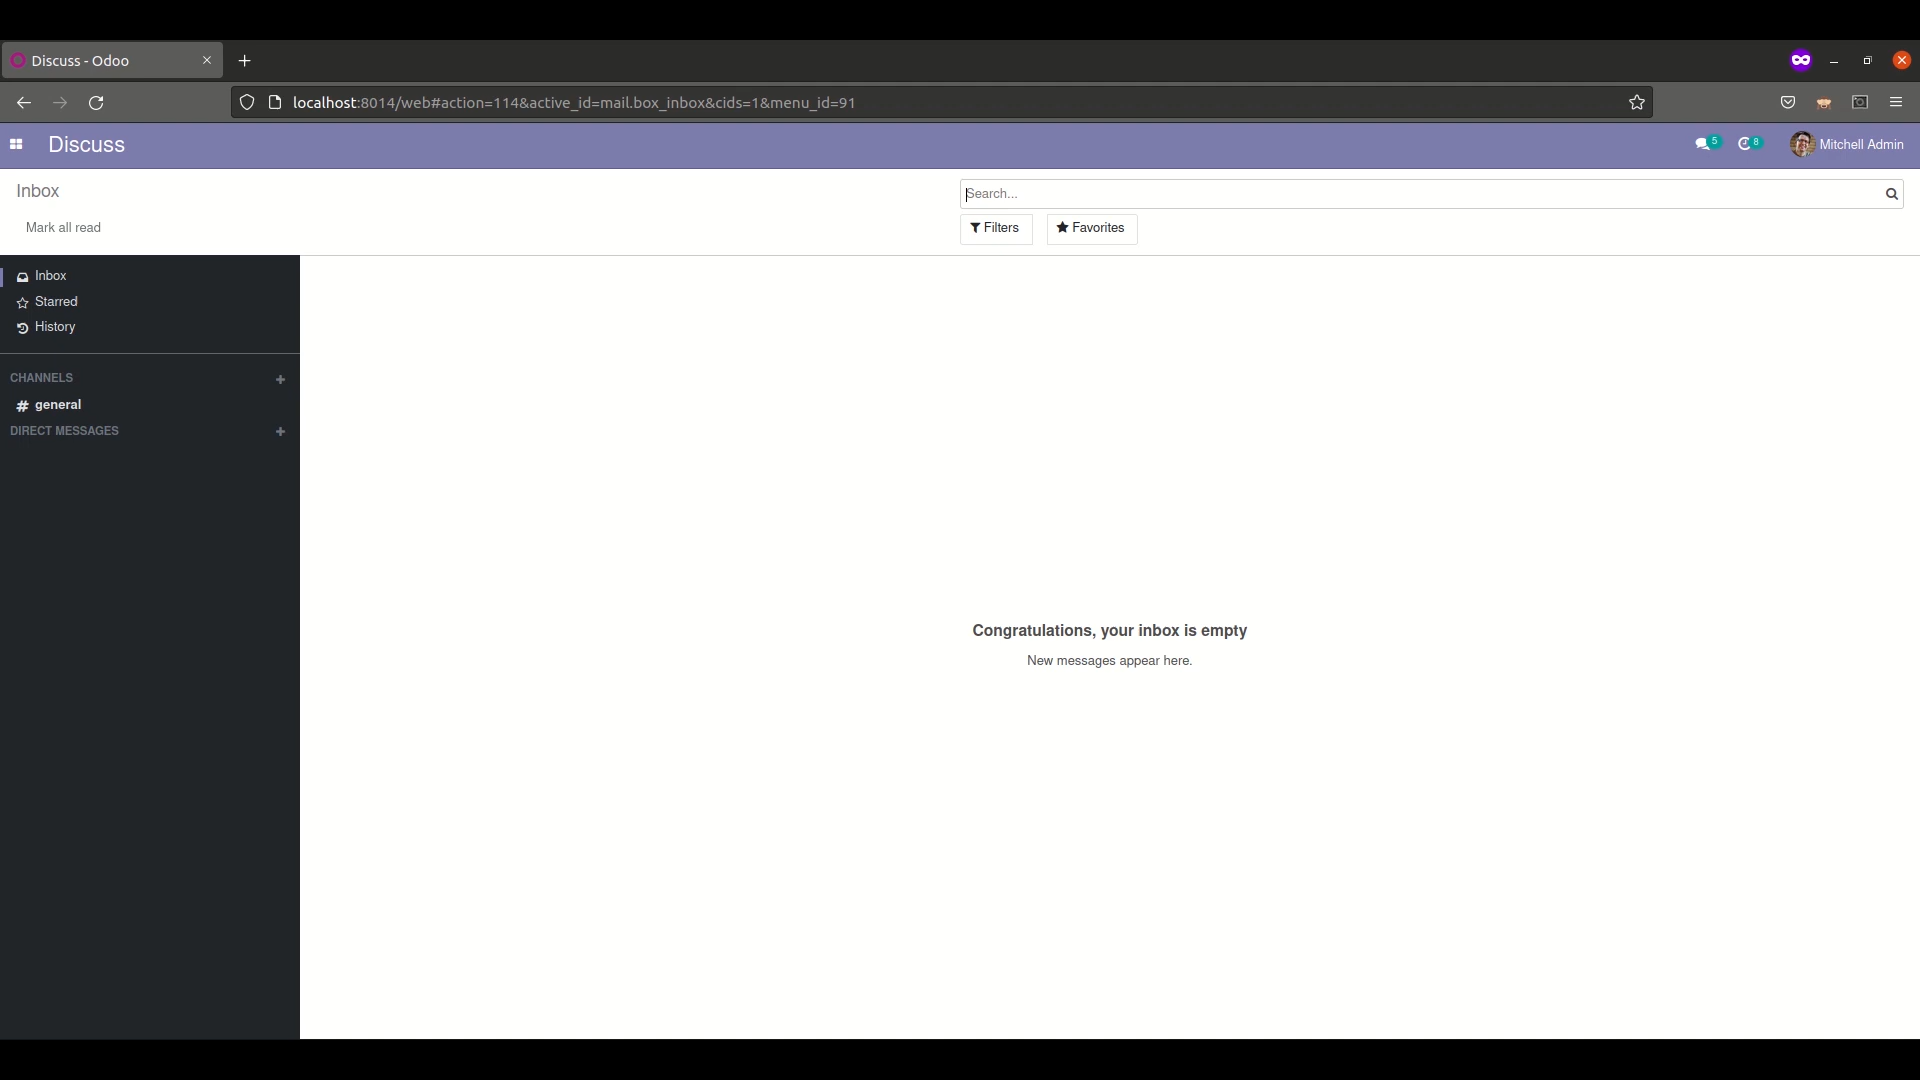 Discuss - Odoo
localhost:8014/web#action=114&active_id=mail.box_inbox&cids=1&menu_id=91
Discuss
5
8
Mitchell Admin
Inbox
Search...
Mark all read
Filters
Favorites
Inbox
Starred
History
CHANNELS
general
DIRECT MESSAGES
Congratulations, your inbox is empty
New messages appear here.